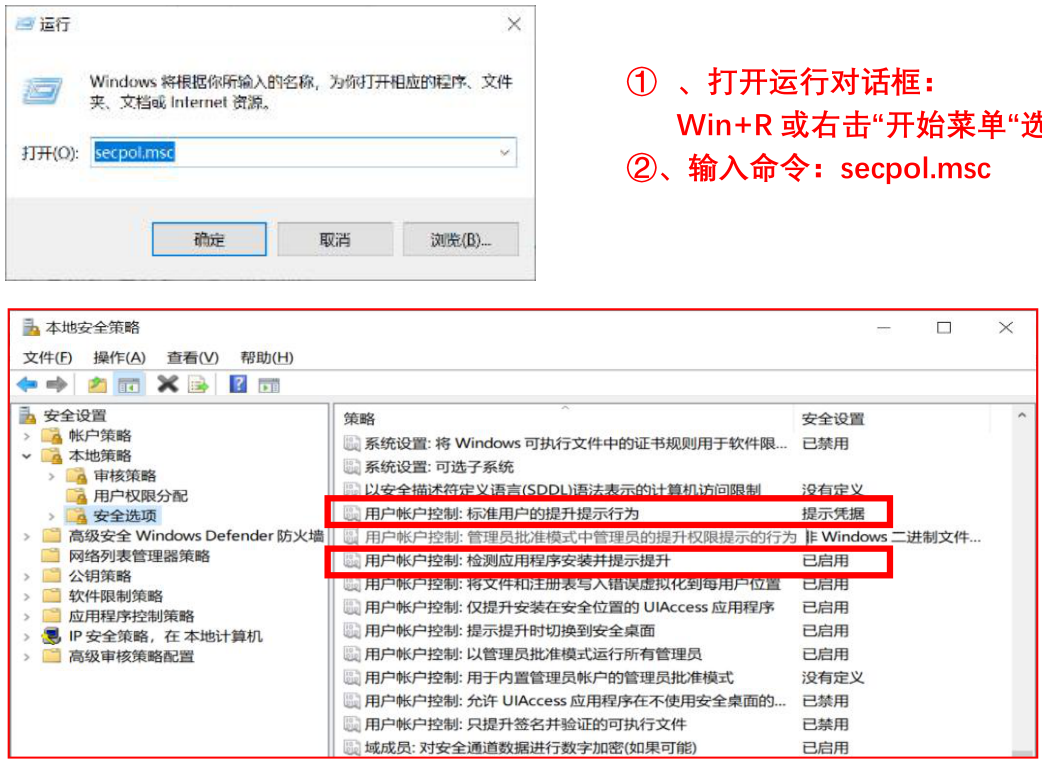 运行
Windows 将根据你所输入的名称，为你打开相应的程序、文件
夹、文档或 Internet 资源。
打开(O):
secpol.msc
确定
取消
浏览(B)...
① 、打开运行对话框：
Win+R 或右击“开始菜单“选
②、输入命令：secpol.msc
本地安全策略
文件(F) 操作(A) 查看(V) 帮助(H)
安全设置
帐户策略
本地策略
审核策略
用户权限分配
安全选项
高级安全 Windows Defender 防火墙
网络列表管理器策略
公钥策略
软件限制策略
应用程序控制策略
IP 安全策略，在 本地计算机
高级审核策略配置
策略 安全设置
系统设置: 将 Windows 可执行文件中的证书规则用于软件限... 已禁用
系统设置: 可选子系统
以安全描述符定义语言(SDDL)语法表示的计算机访问限制 没有定义
用户帐户控制: 标准用户的提升提示行为 提示凭据
用户帐户控制: 管理员批准模式中管理员的提升权限提示的行为 非 Windows 二进制文件...
用户帐户控制: 检测应用程序安装并提示提升 已启用
用户帐户控制: 将文件和注册表写入错误虚拟化到每用户位置 已启用
用户帐户控制: 仅提升安装在安全位置的 UIAccess 应用程序 已启用
用户帐户控制: 提示提升时切换到安全桌面 已启用
用户帐户控制: 以管理员批准模式运行所有管理员 已启用
用户帐户控制: 用于内置管理员帐户的管理员批准模式 没有定义
用户帐户控制: 允许 UIAccess 应用程序在不使用安全桌面的... 已禁用
用户帐户控制: 只提升签名并验证的可执行文件 已禁用
域成员: 对安全通道数据进行数字加密(如果可能) 已启用